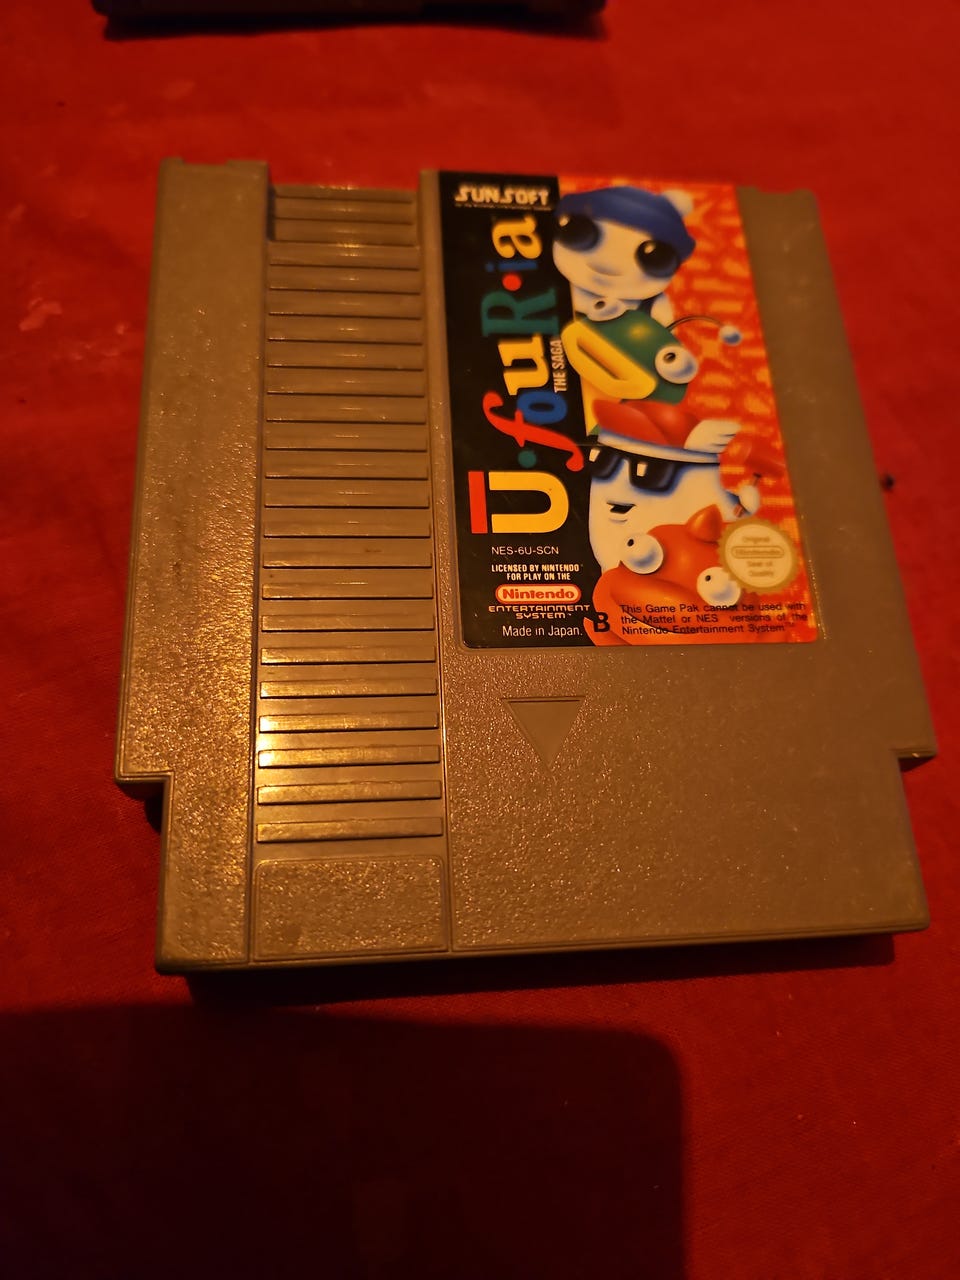 SUNSOFT
Ū·fouR·ia
THE SAGA
NES-6U-SCN
LICENSED BY NINTENDO
FOR PLAY ON THE
Nintendo
ENTERTAINMENT
SYSTEM™
Made in Japan.
B
This Game Pak cannot be used with
the Mattel or NES versions of the
Nintendo Entertainment System™.
Original
Nintendo
Seal of
Quality